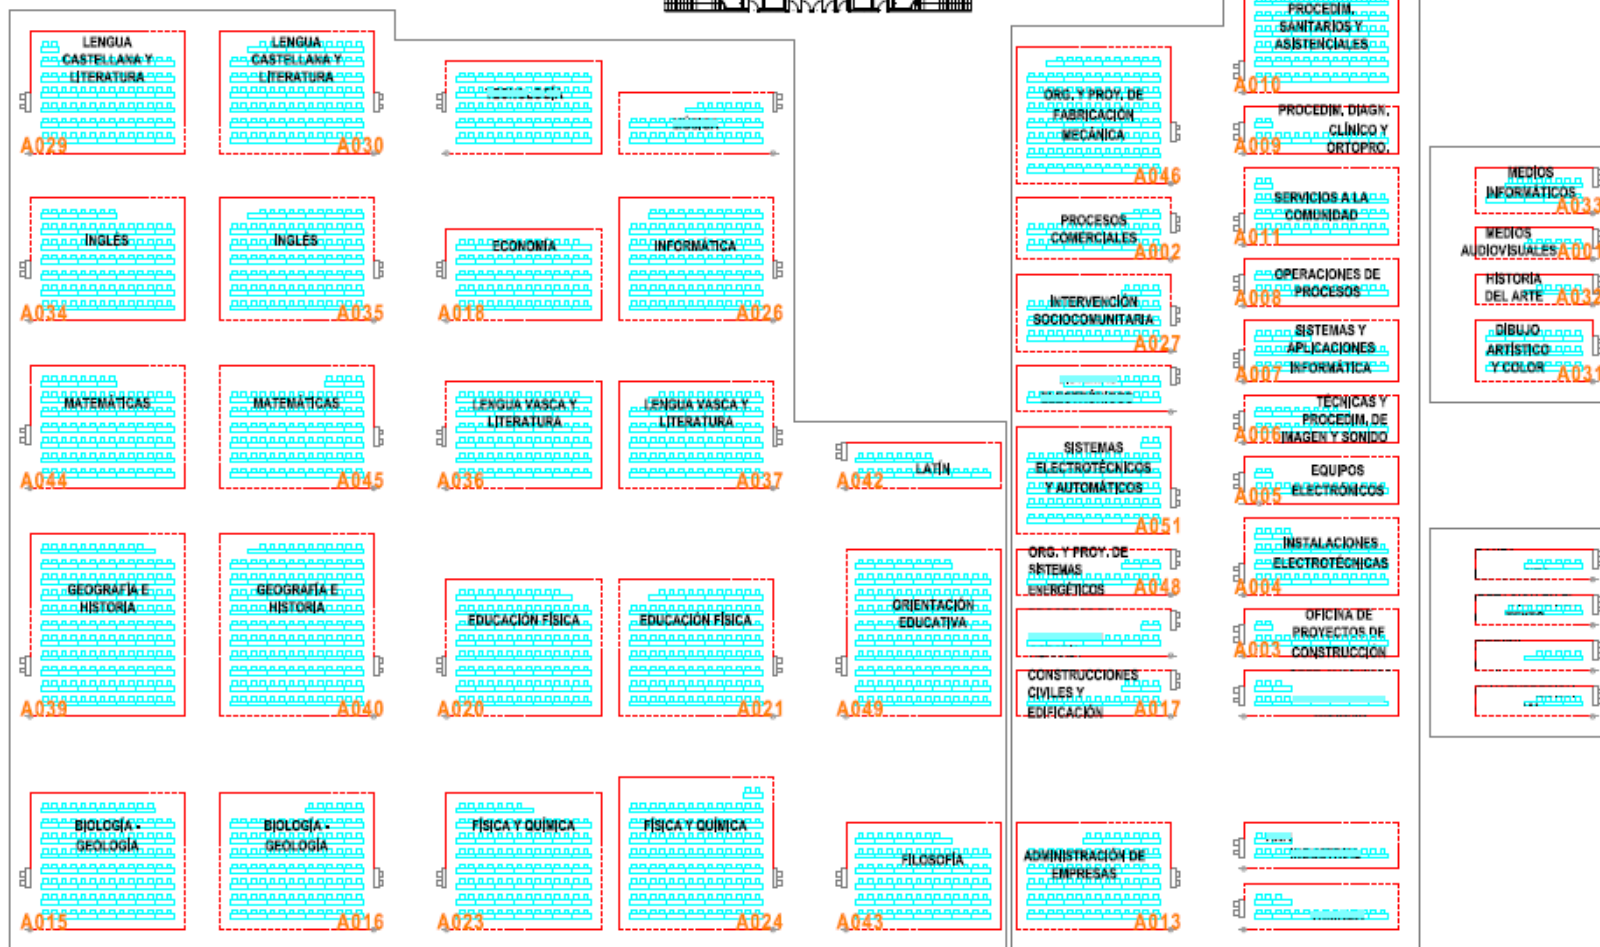 LENGUA
CASTELLANA Y
LITERATURA
A029
LENGUA
CASTELLANA Y
LITERATURA
A030
INGLÉS
A034
INGLÉS
A035
ECONOMÍA
A018
INFORMÁTICA
A026
MATEMÁTICAS
A044
MATEMÁTICAS
A045
LENGUA VASCA Y
LITERATURA
A036
LENGUA VASCA Y
LITERATURA
A037
LATÍN
A042
GEOGRAFÍA E
HISTORIA
A039
GEOGRAFÍA E
HISTORIA
A040
EDUCACIÓN FÍSICA
A020
EDUCACIÓN FÍSICA
A021
ORIENTACIÓN
EDUCATIVA
A049
BIOLOGÍA -
GEOLOGÍA
A015
BIOLOGÍA -
GEOLOGÍA
A016
FÍSICA Y QUÍMICA
A023
FÍSICA Y QUÍMICA
A024
FILOSOFÍA
A043
ORG. Y PROY. DE
FABRICACIÓN
MECÁNICA
A046
PROCESOS
COMERCIALES
A002
INTERVENCIÓN
SOCIOCOMUNITARIA
A027
SISTEMAS
ELECTROTÉCNICOS
Y AUTOMÁTICOS
A051
ORG. Y PROY. DE
SISTEMAS
ENERGÉTICOS
A048
CONSTRUCCIONES
CIVILES Y
EDIFICACIÓN
A017
ADMINISTRACIÓN DE
EMPRESAS
A013
PROCEDIM.
SANITARIOS Y
ASISTENCIALES
A010
PROCEDIM, DIAGN,
CLÍNICO Y
ORTOPRO,
A009
SERVICIOS A LA
COMUNIDAD
A011
OPERACIONES DE
PROCESOS
A008
SISTEMAS Y
APLICACIONES
INFORMÁTICA
A007
TÉCNICAS Y
PROCEDIM, DE
IMAGEN Y SONIDO
A006
EQUIPOS
ELECTRÓNICOS
A005
INSTALACIONES
ELECTROTÉCNICAS
A004
OFICINA DE
PROYECTOS DE
CONSTRUCCIÓN
A003
MEDIOS
INFORMÁTICOS
A033
MEDIOS
AUDIOVISUALES
A001
HISTORIA
DEL ARTE
A032
DIBUJO
ARTÍSTICO
Y COLOR
A031